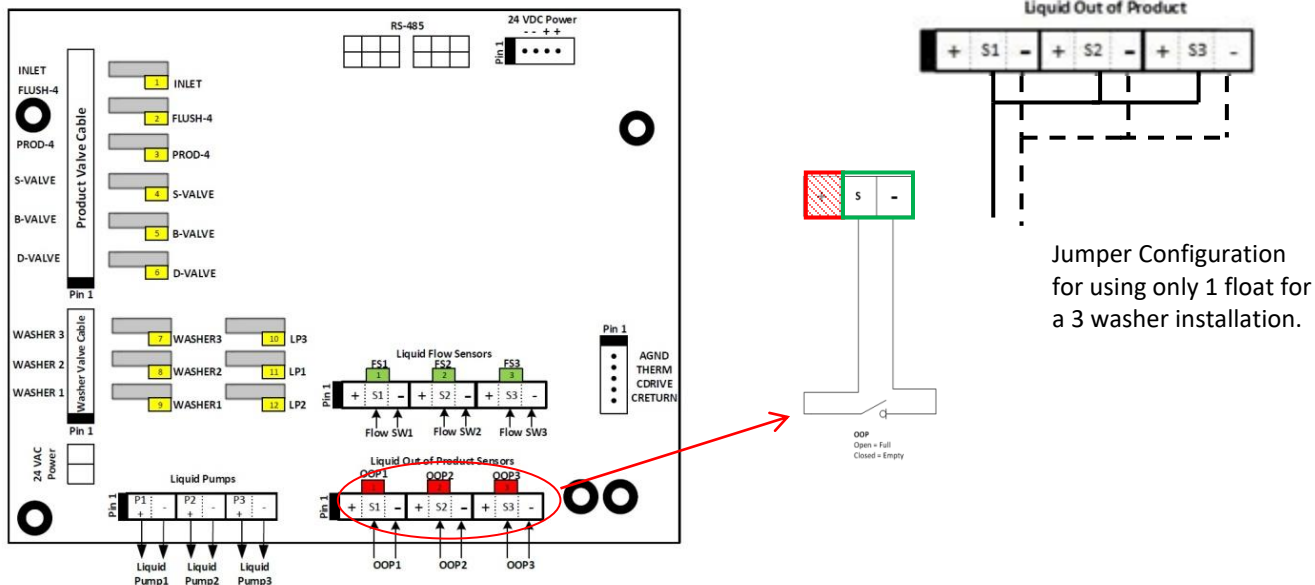 RS-485
24 VDC Power
- - + +
Pin 1
INLET
FLUSH-4
PROD-4
S-VALVE
B-VALVE
D-VALVE
Product Valve Cable
Pin 1
1 INLET
2 FLUSH-4
3 PROD-4
4 S-VALVE
5 B-VALVE
6 D-VALVE
WASHER 3
WASHER 2
WASHER 1
Washer Valve Cable
Pin 1
7 WASHER3
8 WASHER2
9 WASHER1
10 LP3
11 LP1
12 LP2
24 VAC
Power
Liquid Flow Sensors
FS1 FS2 FS3
1 2 3
Pin 1
+ S1 - + S2 - + S3 -
Flow SW1 Flow SW2 Flow SW3
Pin 1
AGND
THERM
CDRIVE
CRETURN
Liquid Pumps
Pin 1
P1 - P2 - P3 -
+ + +
Liquid Pump1
Liquid Pump2
Liquid Pump3
Liquid Out of Product Sensors
OOP1 OOP2 OOP3
Pin 1
+ S1 - + S2 - + S3 -
OOP1 OOP2 OOP3
Liquid Out of Product
+ S1 - + S2 - + S3 -
+ S -
OOP
Open = Full
Closed = Empty
Jumper Configuration
for using only 1 float for
a 3 washer installation.